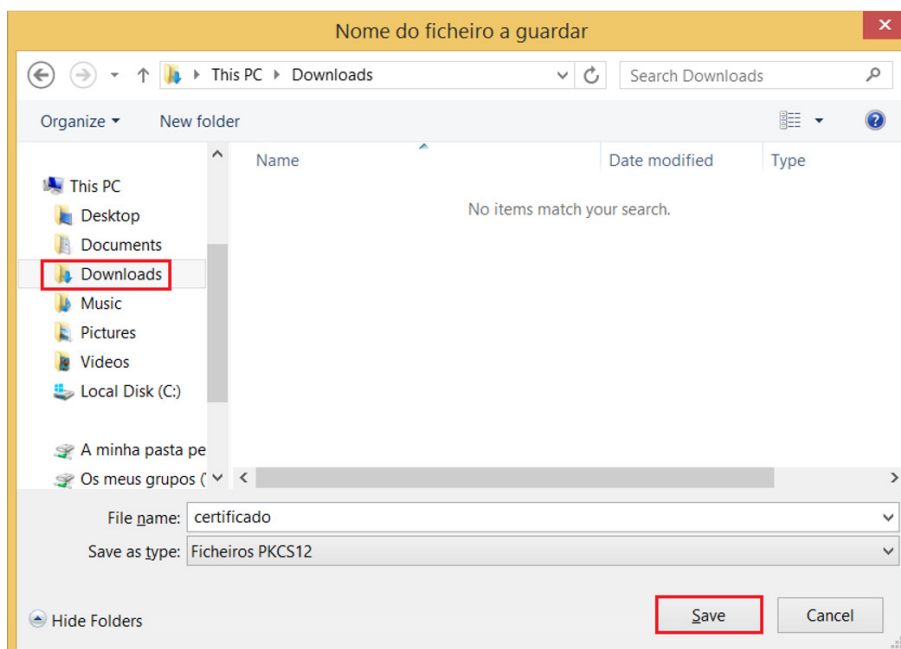 Nome do ficheiro a guardar
This PC Downloads
Search Downloads
Organize
New folder
Name
Date modified
Type
No items match your search.
This PC
Desktop
Documents
Downloads
Music
Pictures
Videos
Local Disk (C:)
A minha pasta pe
Os meus grupos (
File name: certificado
Save as type: Ficheiros PKCS12
Hide Folders
Save
Cancel